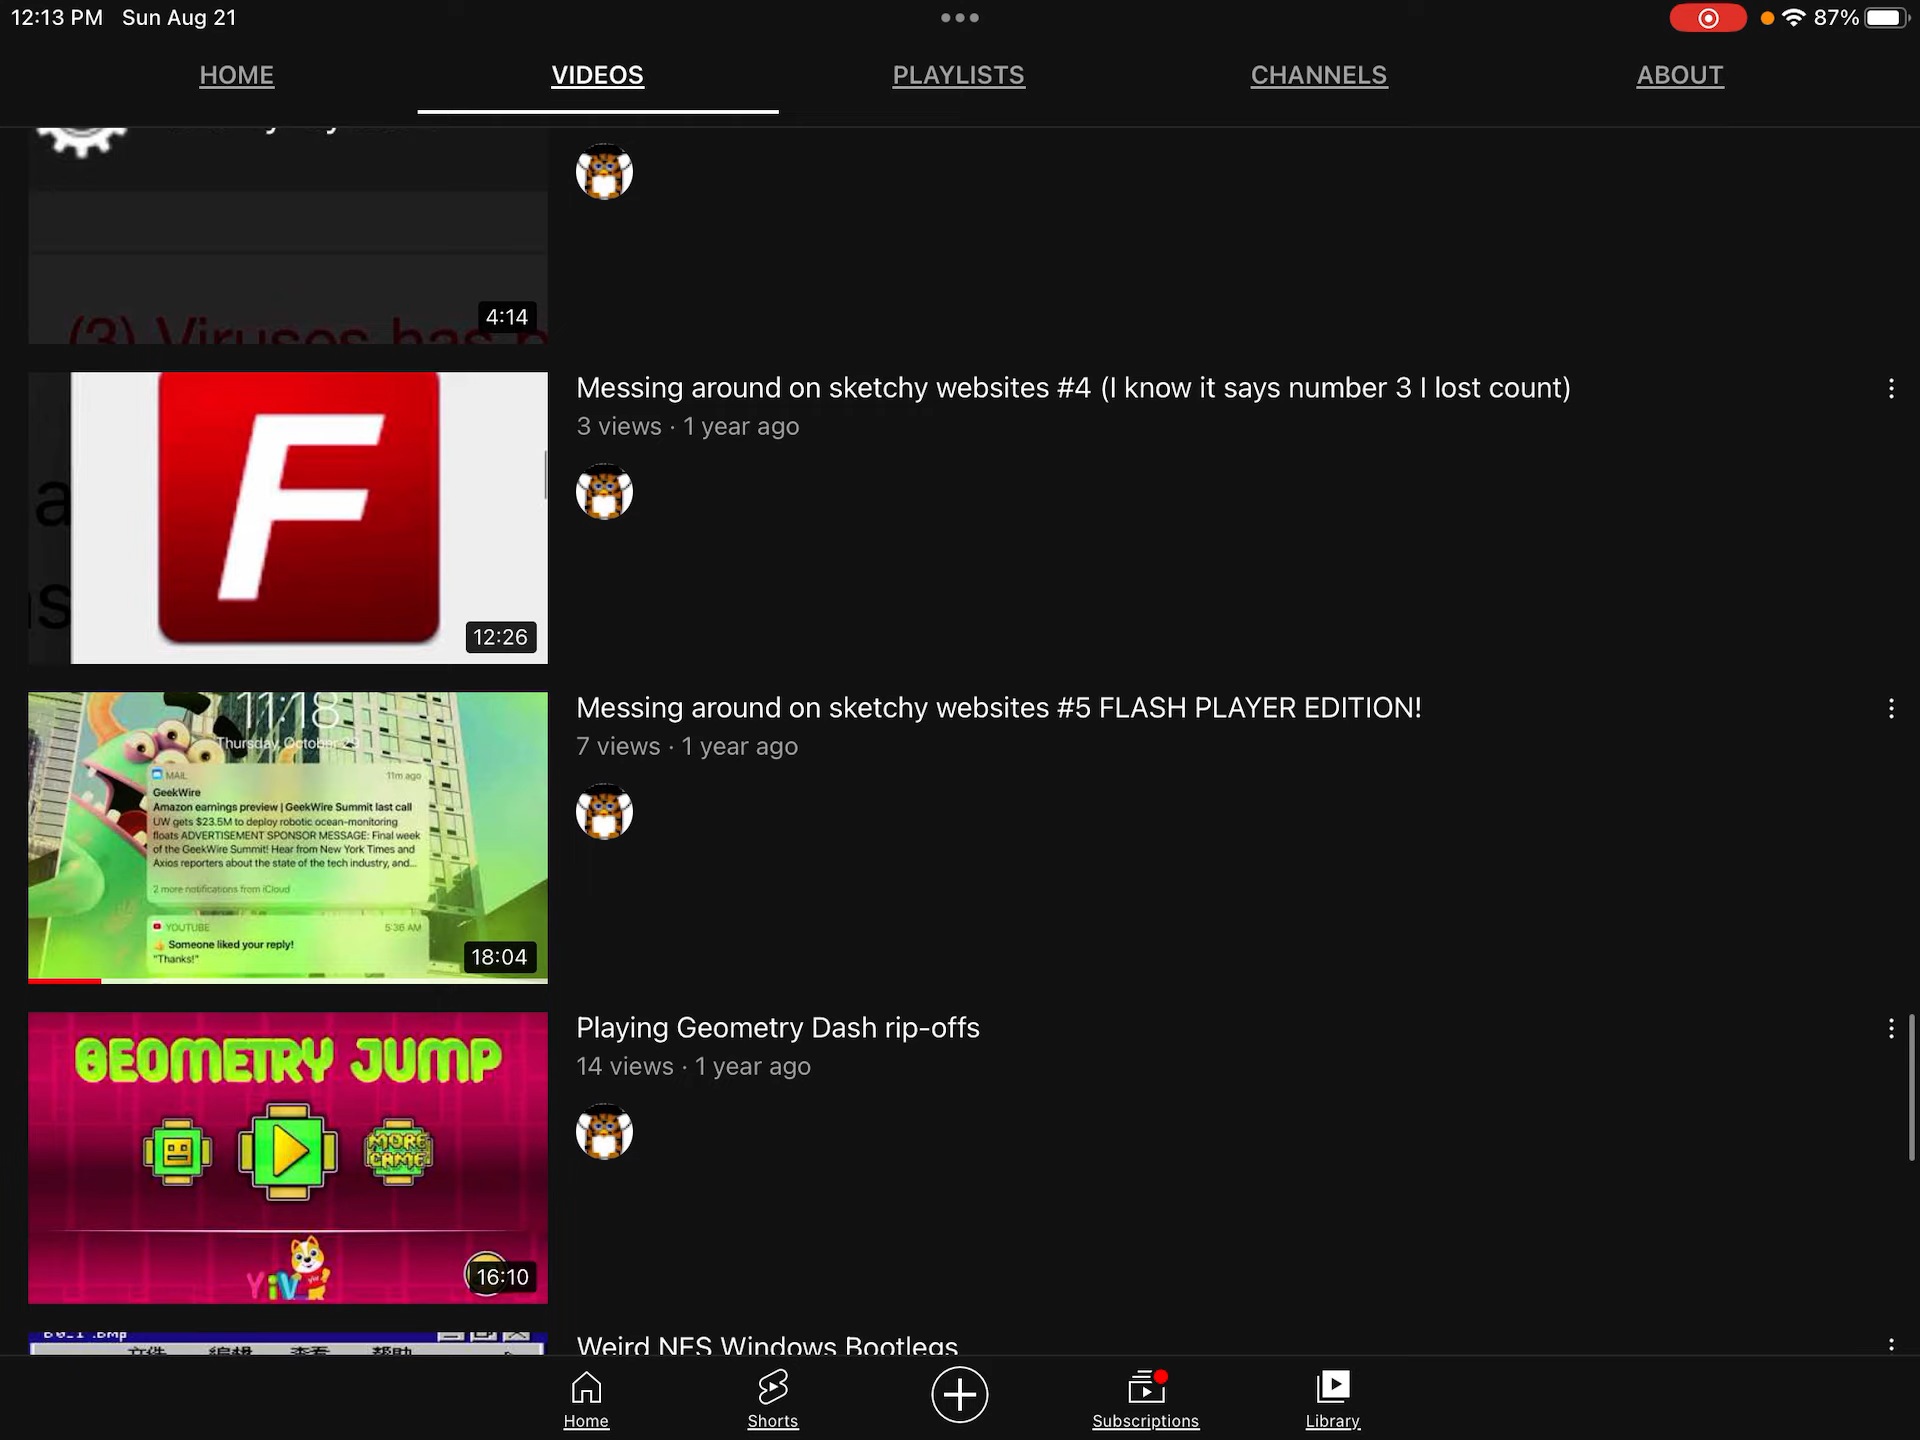 12:13 PM Sun Aug 21
87%
HOME VIDEOS PLAYLISTS CHANNELS ABOUT
4:14
(3) Viruses has
Messing around on sketchy websites #4 (I know it says number 3 I lost count)
3 views · 1 year ago
F
12:26
Messing around on sketchy websites #5 FLASH PLAYER EDITION!
7 views · 1 year ago
11:18
Thursday, October 29
MAIL 11m ago
GeekWire
Amazon earnings preview | GeekWire Summit last call
UW gets $23.5M to deploy robotic ocean-monitoring
floats ADVERTISEMENT SPONSOR MESSAGE: Final week
of the GeekWire Summit! Hear from New York Times and
Axios reporters about the state of the tech industry, and...
2 more notifications from iCloud
YOUTUBE 5:36 AM
👍 Someone liked your reply!
"Thanks!"
18:04
Playing Geometry Dash rip-offs
14 views · 1 year ago
GEOMETRY JUMP
MORE
GAME
YiV
16:10
Weird NES Windows Bootlegs
Home Shorts Subscriptions Library